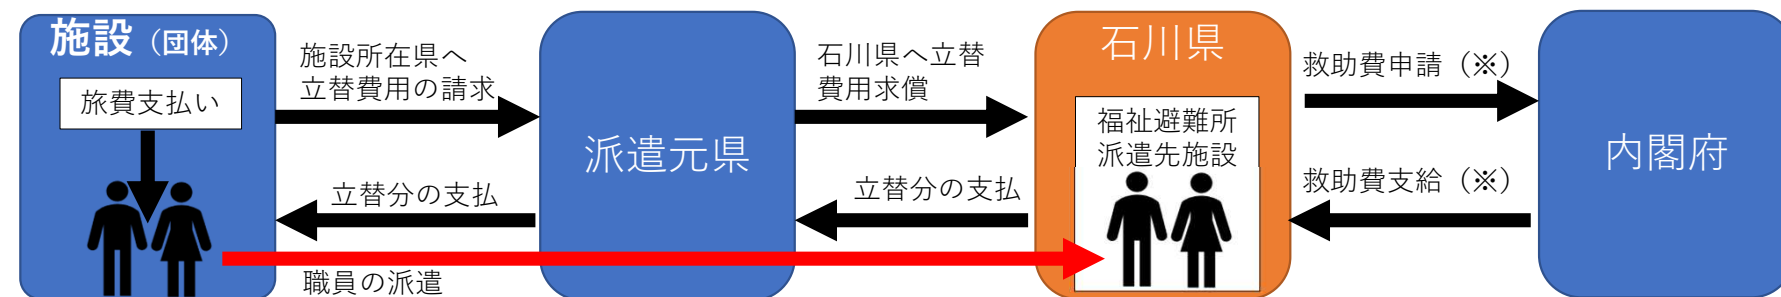 施設（団体）
旅費支払い
施設所在県へ
立替費用の請求
立替分の支払
職員の派遣
派遣元県
石川県へ立替
費用求償
立替分の支払
石川県
福祉避難所
派遣先施設
救助費申請（※）
救助費支給（※）
内閣府